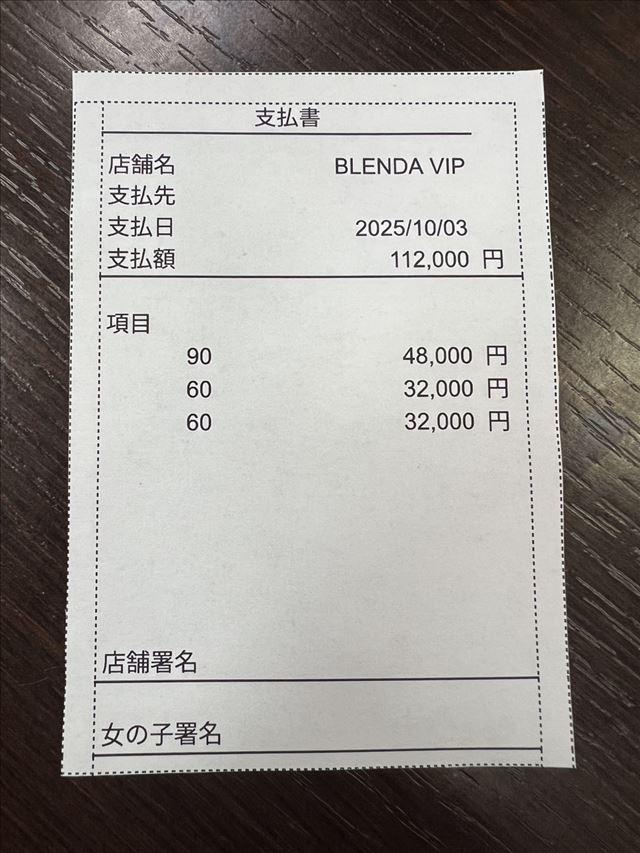 支払書
店舗名 BLENDA VIP
支払先
支払日 2025/10/03
支払額 112,000 円
項目
90 48,000 円
60 32,000 円
60 32,000 円
店舗署名
女の子署名